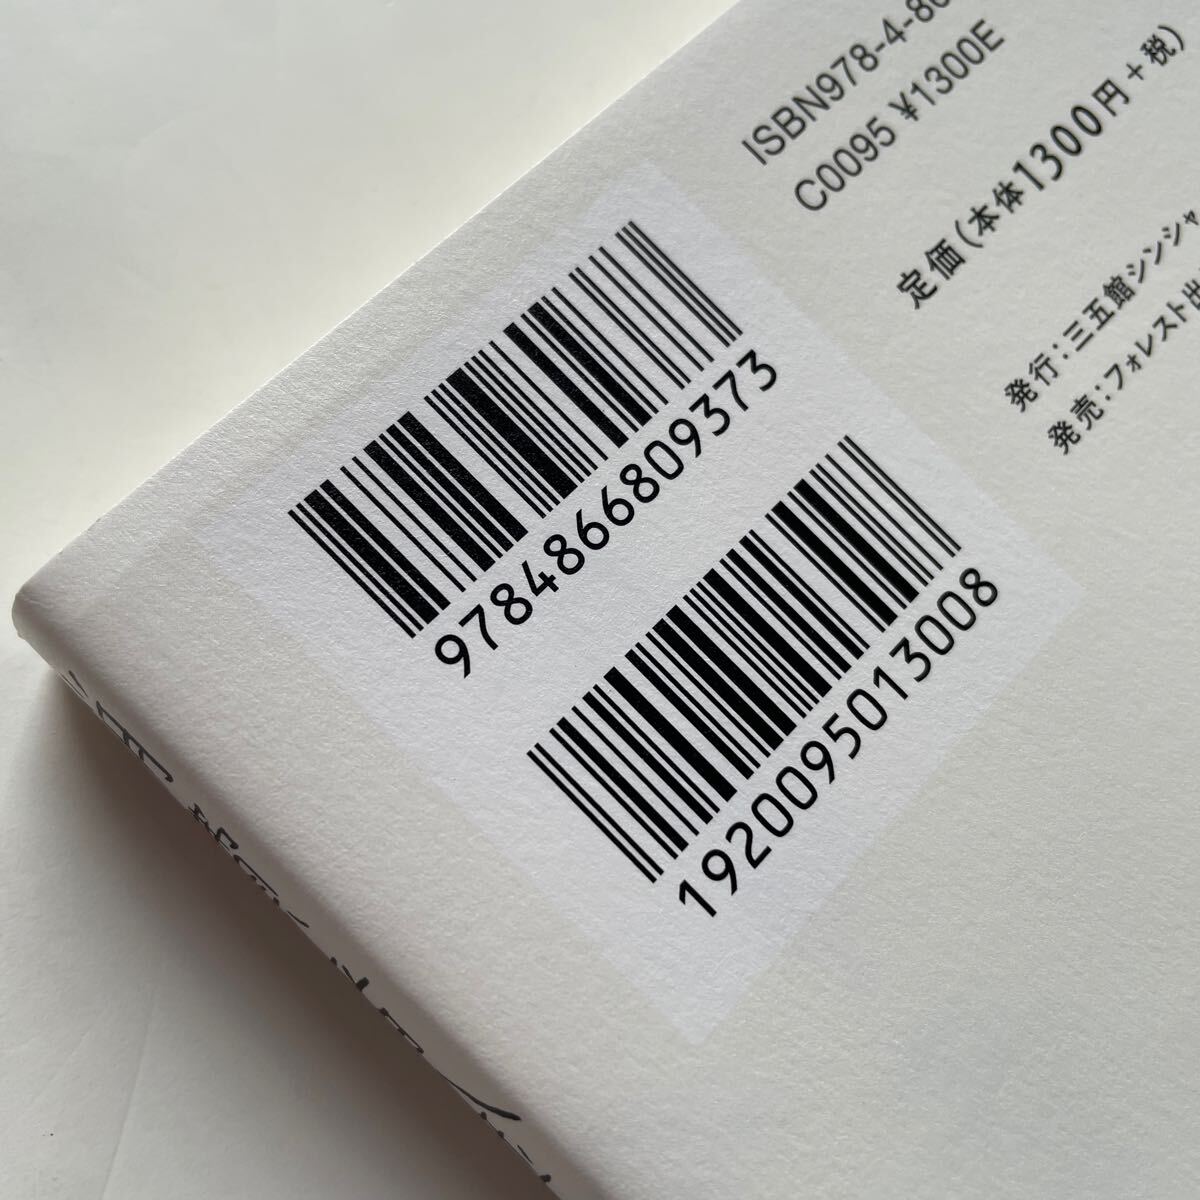 ISBN978-4-86
C0095 ¥1300E
定価(本体1300円+税)
発行:三五館シンシャ
発売:フォレスト出
9784866809373
1920095013008